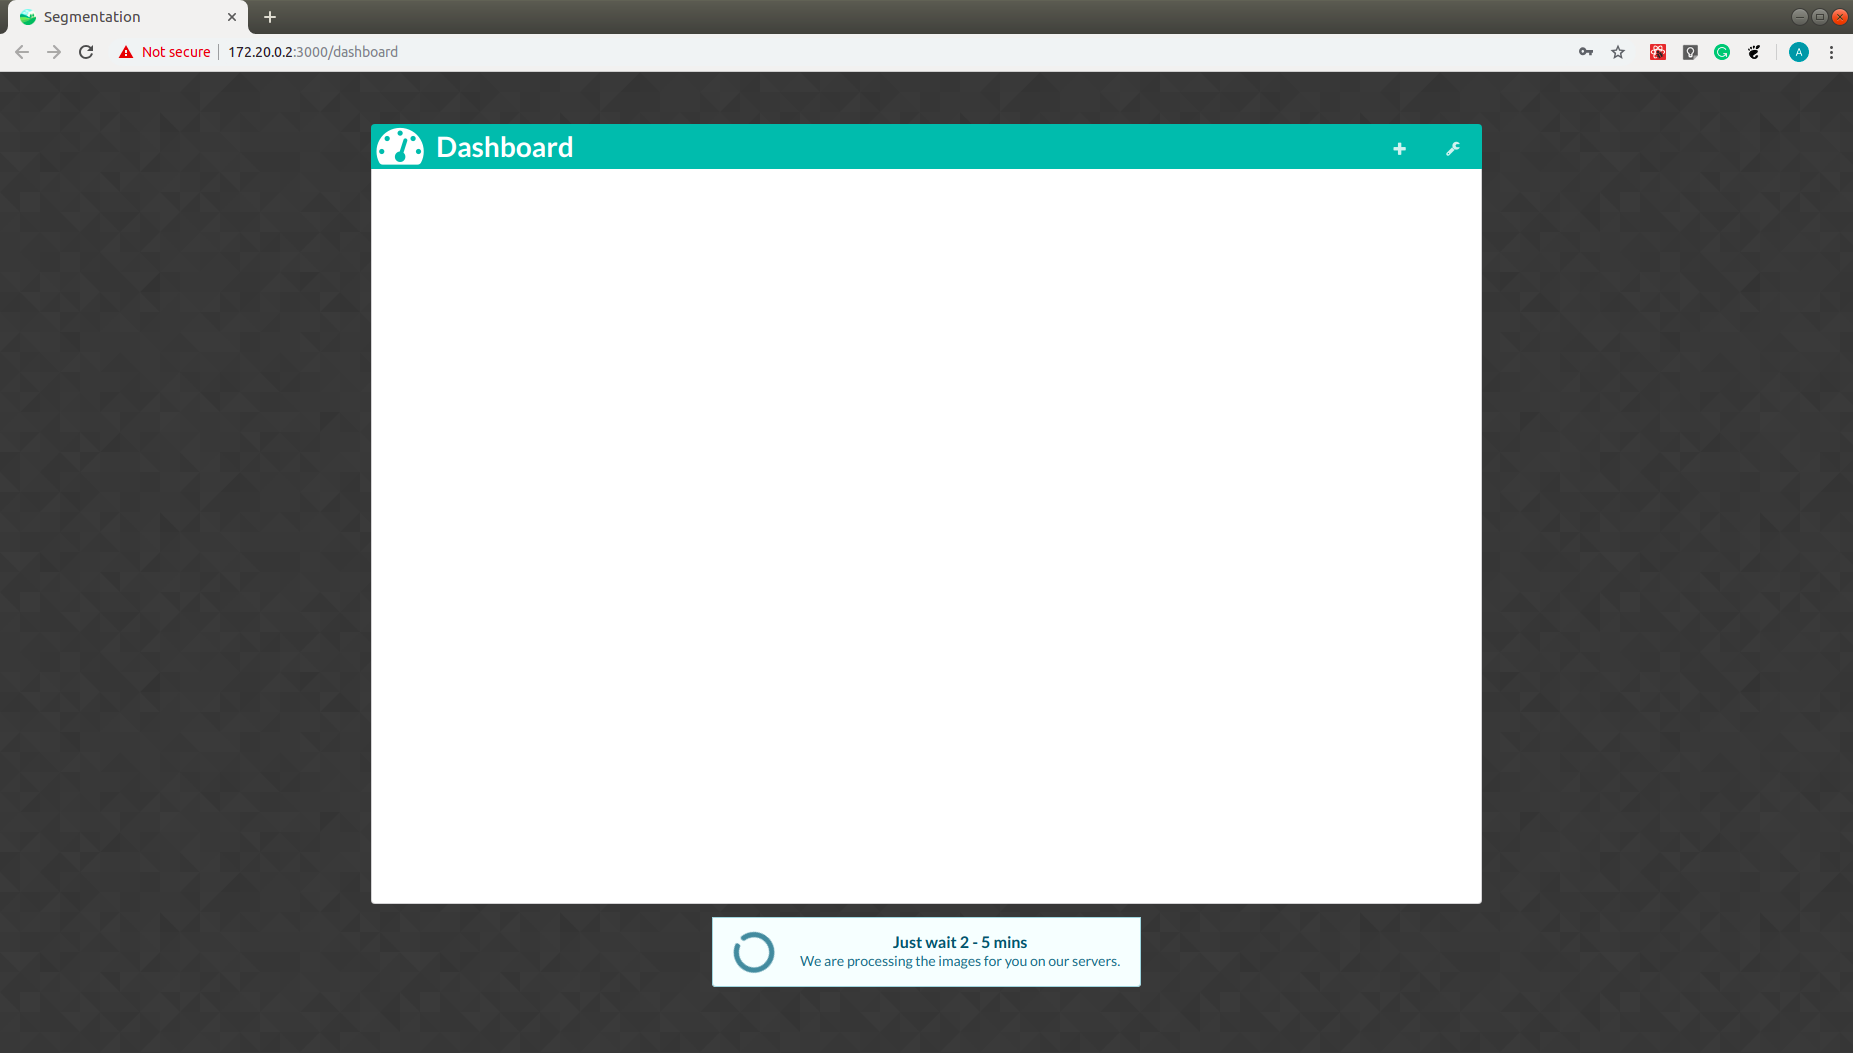 Segmentation
Not secure 172.20.0.2:3000/dashboard
A
Dashboard
Just wait 2 - 5 mins
We are processing the images for you on our servers.